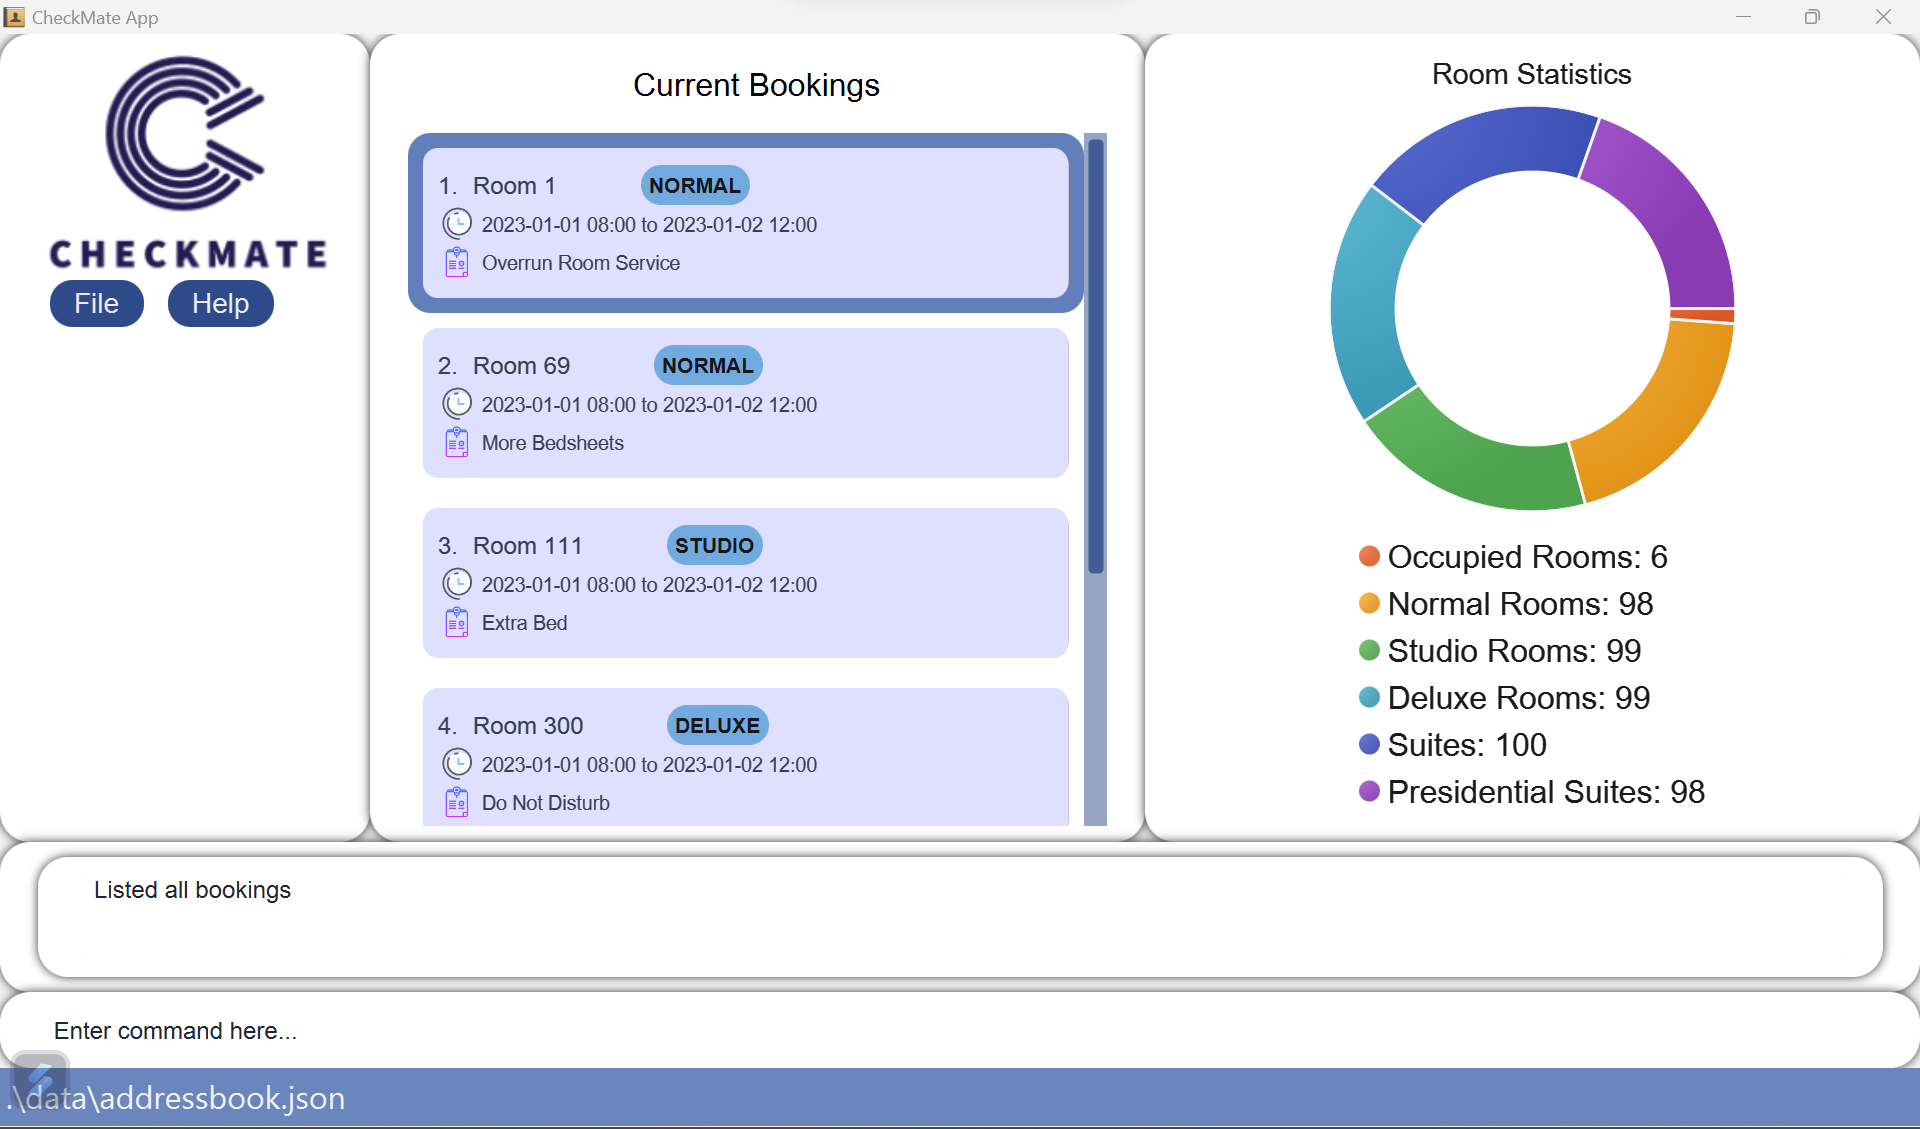 CheckMate App
CHECKMATE
File Help
Current Bookings
1. Room 1 NORMAL
2023-01-01 08:00 to 2023-01-02 12:00
Overrun Room Service
2. Room 69 NORMAL
2023-01-01 08:00 to 2023-01-02 12:00
More Bedsheets
3. Room 111 STUDIO
2023-01-01 08:00 to 2023-01-02 12:00
Extra Bed
4. Room 300 DELUXE
2023-01-01 08:00 to 2023-01-02 12:00
Do Not Disturb
Room Statistics
Occupied Rooms: 6
Normal Rooms: 98
Studio Rooms: 99
Deluxe Rooms: 99
Suites: 100
Presidential Suites: 98
Listed all bookings
Enter command here...
.\data\addressbook.json